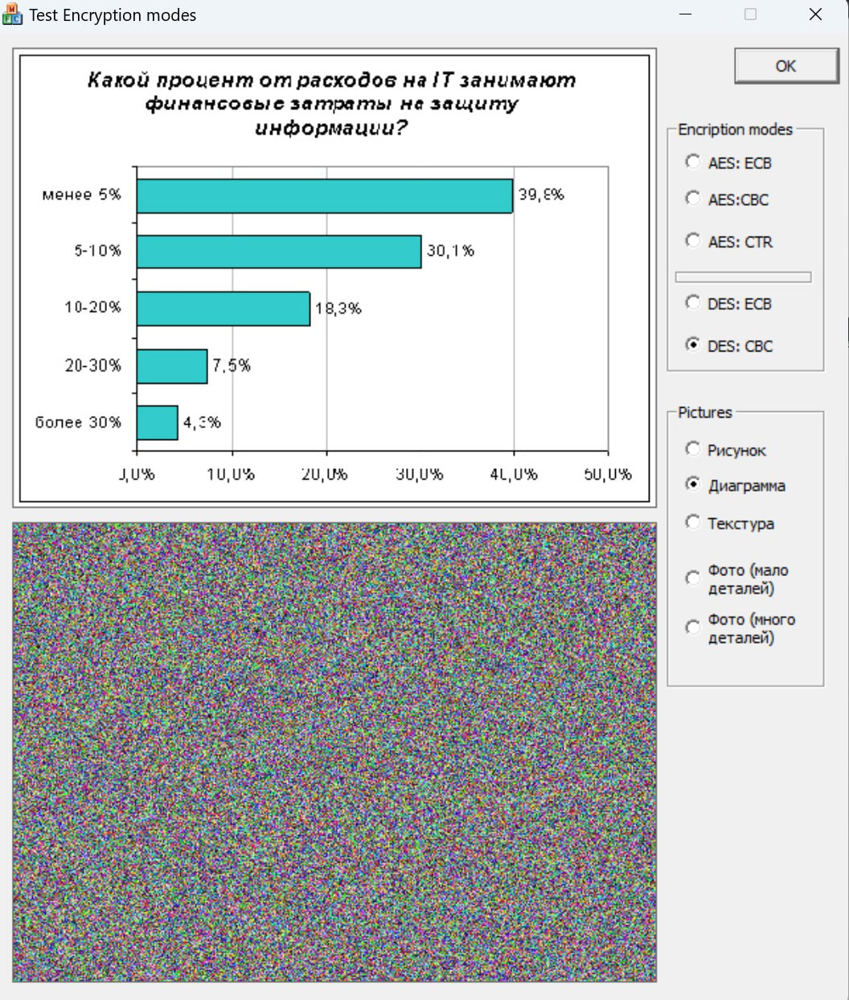 Test Encryption modes
Какой процент от расходов на IT занимают
финансовые затраты на защиту
информации?
менее 5%
39,8%
5-10%
30,1%
10-20%
18,3%
20-30%
7,5%
более 30%
4,3%
0,0%
10,0%
20,0%
30,0%
40,0%
50,0%
OK
Encription modes
AES: ECB
AES:CBC
AES: CTR
DES: ECB
DES: CBC
Pictures
Рисунок
Диаграмма
Текстура
Фото (мало
деталей)
Фото (много
деталей)